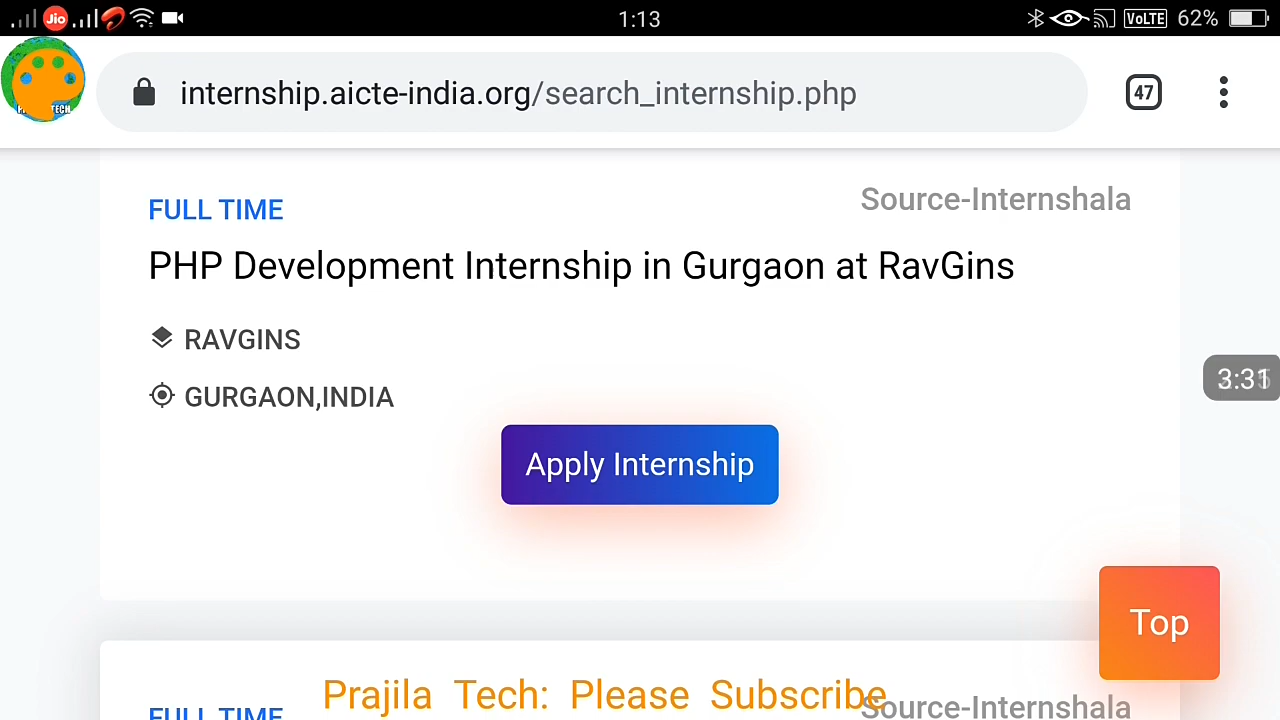 Jio 1:13 VoLTE 62%
internship.aicte-india.org/search_internship.php 47
TECH
FULL TIME Source-Internshala
PHP Development Internship in Gurgaon at RavGins
RAVGINS
GURGAON,INDIA
3:31
Apply Internship
Top
Prajila Tech: Please Subscribe
FULL TIME Source-Internshala